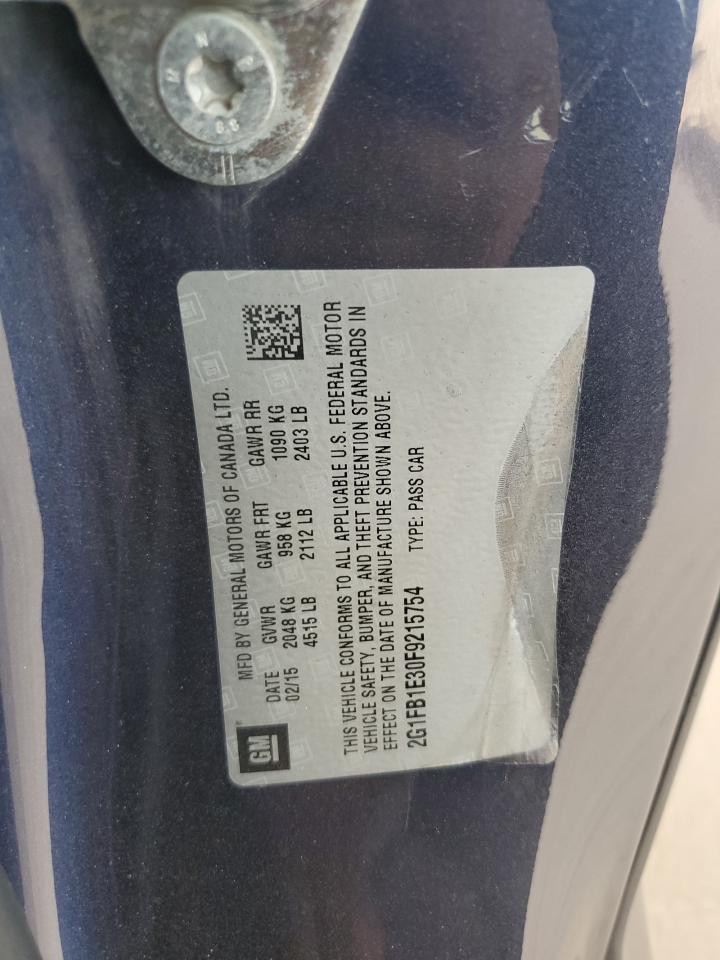 GM
MFD BY GENERAL MOTORS OF CANADA LTD.
DATE GVWR GAWR FRT GAWR RR
02/15 2048 KG 958 KG 1090 KG
4515 LB 2112 LB 2403 LB
THIS VEHICLE CONFORMS TO ALL APPLICABLE U.S. FEDERAL MOTOR
VEHICLE SAFETY, BUMPER, AND THEFT PREVENTION STANDARDS IN
EFFECT ON THE DATE OF MANUFACTURE SHOWN ABOVE.
2G1FB1E30F9215754 TYPE: PASS CAR
8.8